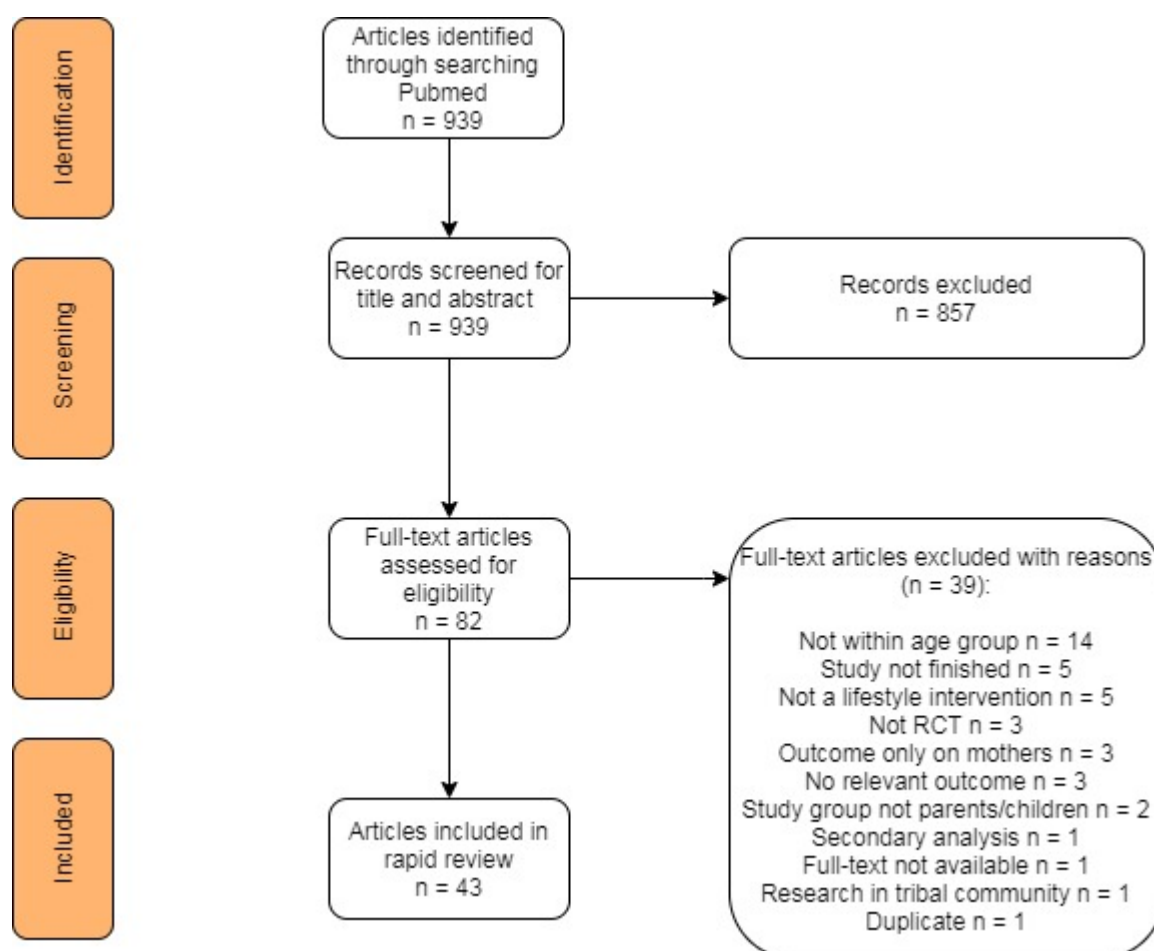 Identification
Articles identified
through searching
Pubmed
n = 939
Screening
Records screened for
title and abstract
n = 939
Records excluded
n = 857
Eligibility
Full-text articles
assessed for
eligibility
n = 82
Full-text articles excluded with reasons
(n = 39):
Not within age group n = 14
Study not finished n = 5
Not a lifestyle intervention n = 5
Not RCT n = 3
Outcome only on mothers n = 3
No relevant outcome n = 3
Study group not parents/children n = 2
Secondary analysis n = 1
Full-text not available n = 1
Research in tribal community n = 1
Duplicate n = 1
Included
Articles included in
rapid review
n = 43